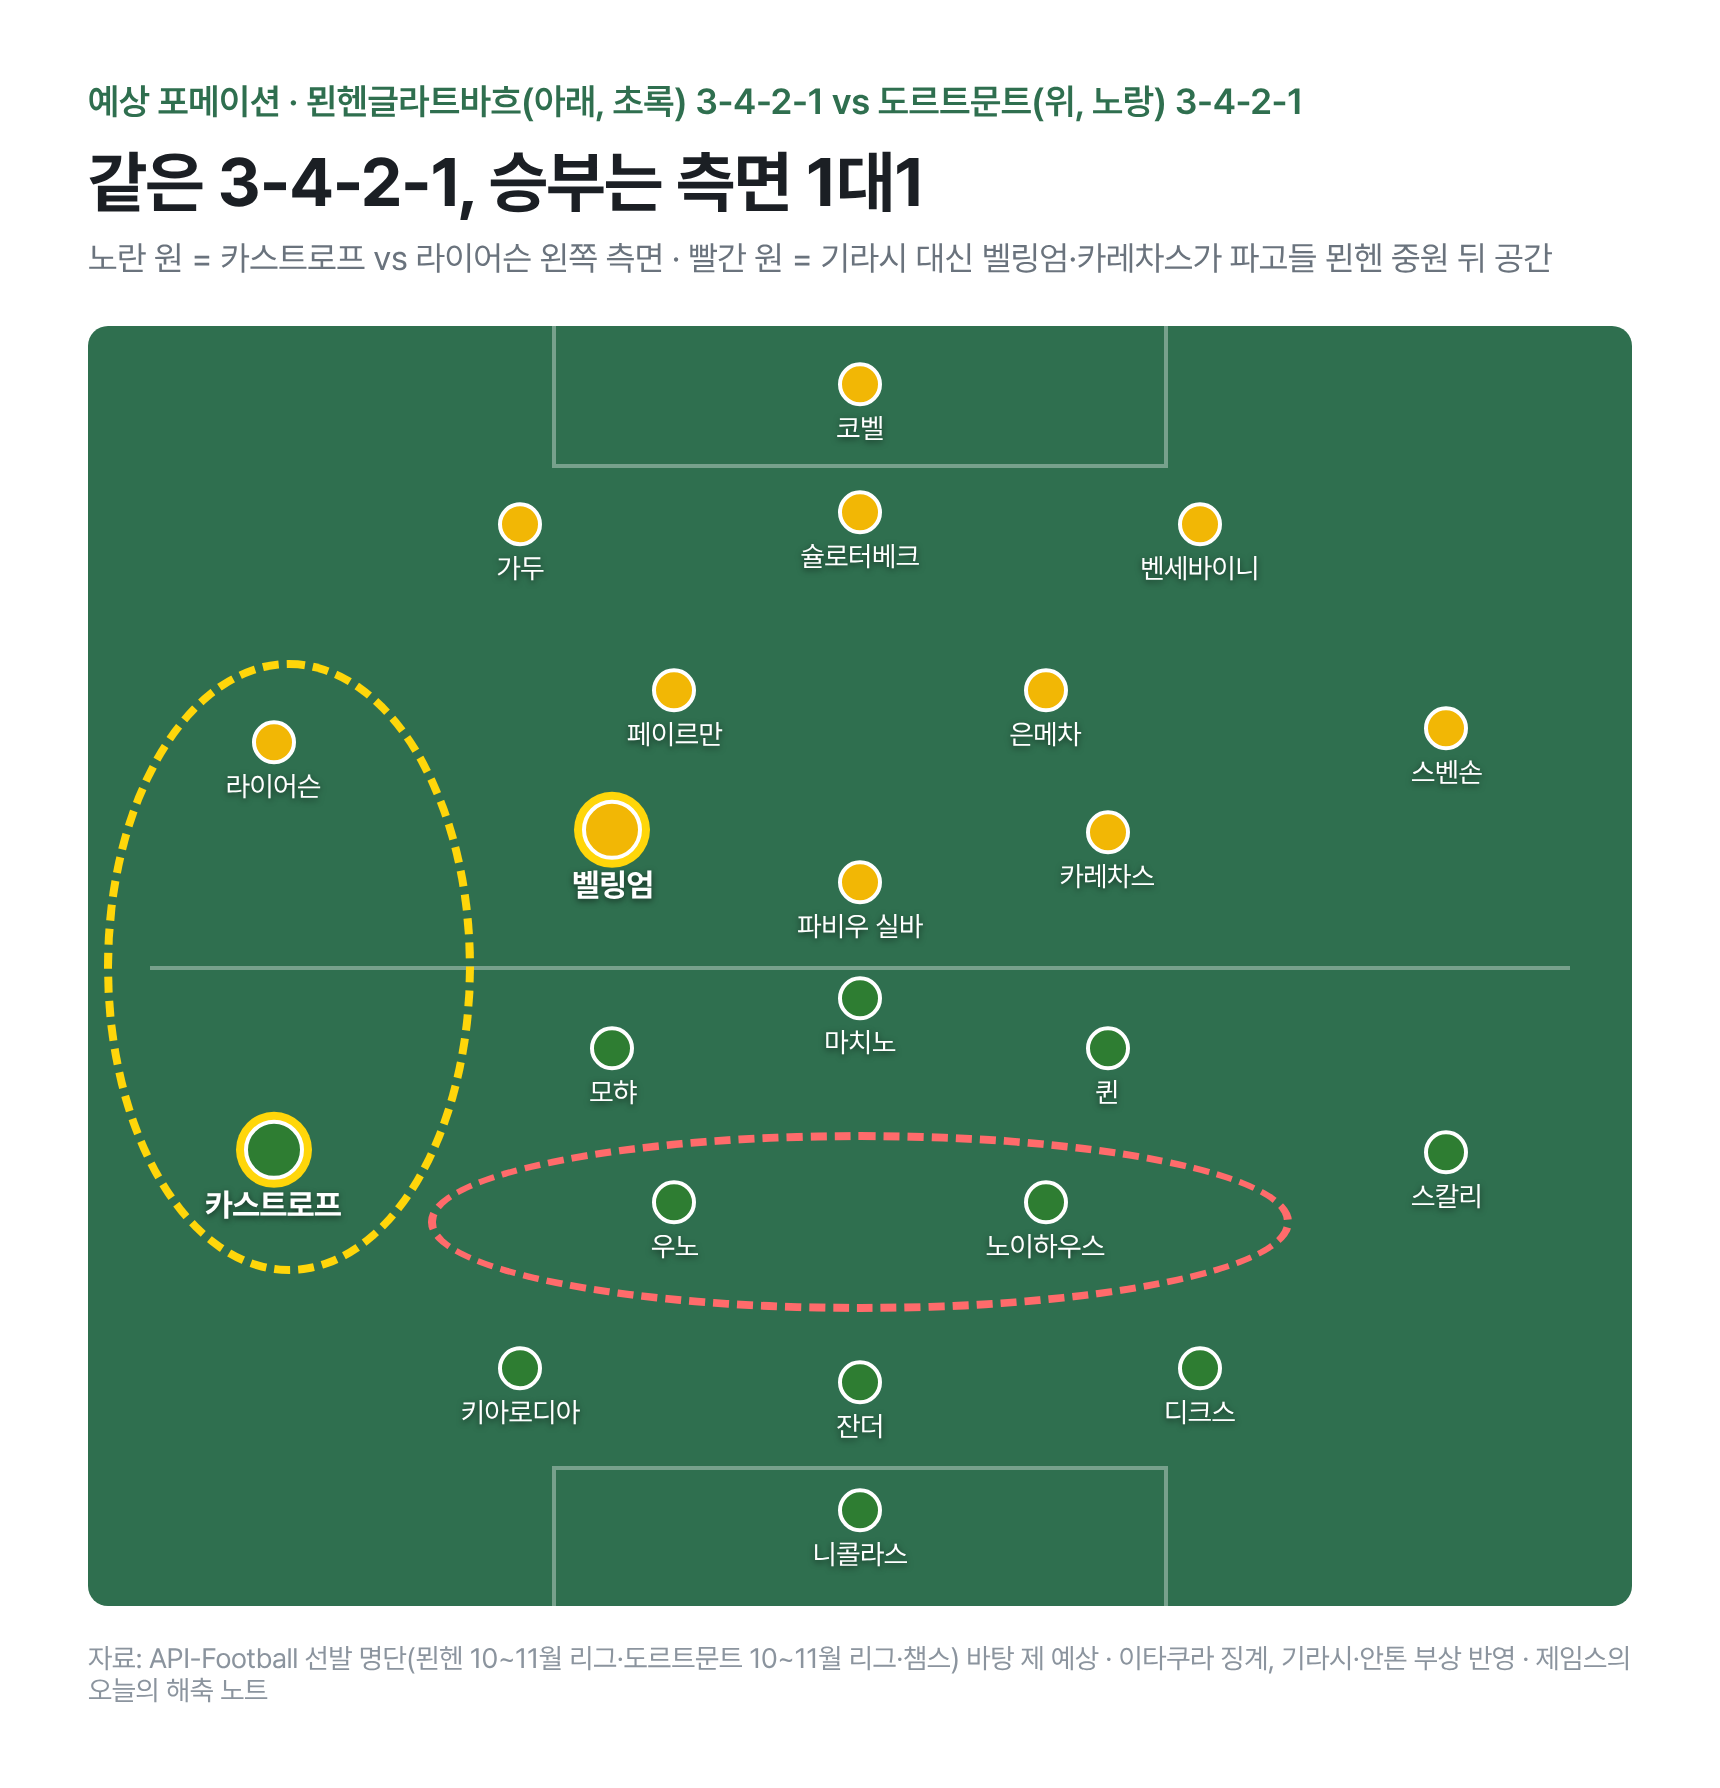 예상 포메이션 · 묀헨글라트바흐(아래, 초록) 3-4-2-1 vs 도르트문트(위, 노랑) 3-4-2-1
같은 3-4-2-1, 승부는 측면 1대1
노란 원 = 카스트로프 vs 라이어슨 왼쪽 측면 · 빨간 원 = 기라시 대신 벨링엄·카레차스가 파고들 묀헨 중원 뒤 공간
코벨
가두
슐로터베크
벤세바이니
페이르만
은메차
라이어슨
스벤손
벨링엄
카레차스
파비우 실바
마치노
모햐
퀸
카스트로프
스칼리
우노
노이하우스
키아로디아
잔더
디크스
니콜라스
자료: API-Football 선발 명단(묀헨 10~11월 리그·도르트문트 10~11월 리그·챔스) 바탕 제 예상 · 이타쿠라 징계, 기라시·안톤 부상 반영 · 제임스의
오늘의 해축 노트